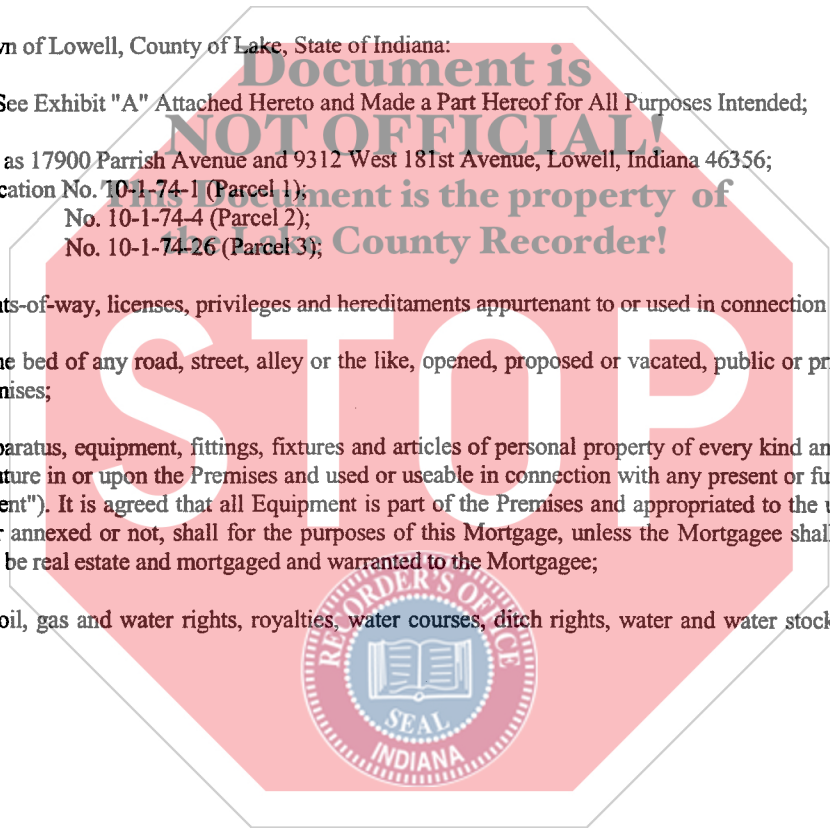 vn of Lowell, County of Lake, State of Indiana:
Document is
See Exhibit "A" Attached Hereto and Made a Part Hereof for All Purposes Intended;
NOT OFFICIAL!
as 17900 Parrish Avenue and 9312 West 181st Avenue, Lowell, Indiana 46356;
cation No. 10-1-74-1 (Parcel 1);
This Document is the property of
No. 10-1-74-4 (Parcel 2);
No. 10-1-74-26 (Parcel 3);
the Lake County Recorder!
ts-of-way, licenses, privileges and hereditaments appurtenant to or used in connection
STOP
ne bed of any road, street, alley or the like, opened, proposed or vacated, public or pr
nises;
paratus, equipment, fittings, fixtures and articles of personal property of every kind an
ture in or upon the Premises and used or useable in connection with any present or fu
ent"). It is agreed that all Equipment is part of the Premises and appropriated to the u
r annexed or not, shall for the purposes of this Mortgage, unless the Mortgagee shall
be real estate and mortgaged and warranted to the Mortgagee;
oil, gas and water rights, royalties, water courses, ditch rights, water and water stock
RECORDER'S OFFICE
SEAL
INDIANA